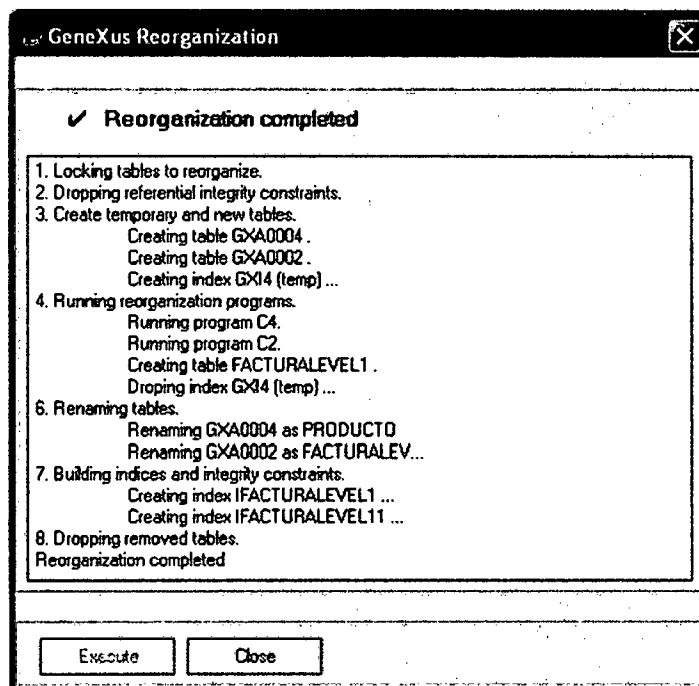 GeneXus Reorganization
✔ Reorganization completed
1. Locking tables to reorganize.
2. Dropping referential integrity constraints.
3. Create temporary and new tables.
Creating table GXA0004 .
Creating table GXA0002 .
Creating index GXI4 (temp) ...
4. Running reorganization programs.
Running program C4.
Running program C2.
Creating table FACTURALEVEL1 .
Droping index GXI4 (temp) ...
6. Renaming tables.
Renaming GXA0004 as PRODUCTO
Renaming GXA0002 as FACTURALEV...
7. Building indices and integrity constraints.
Creating index IFACTURALEVEL1 ...
Creating index IFACTURALEVEL11 ...
8. Dropping removed tables.
Reorganization completed
Execute Close